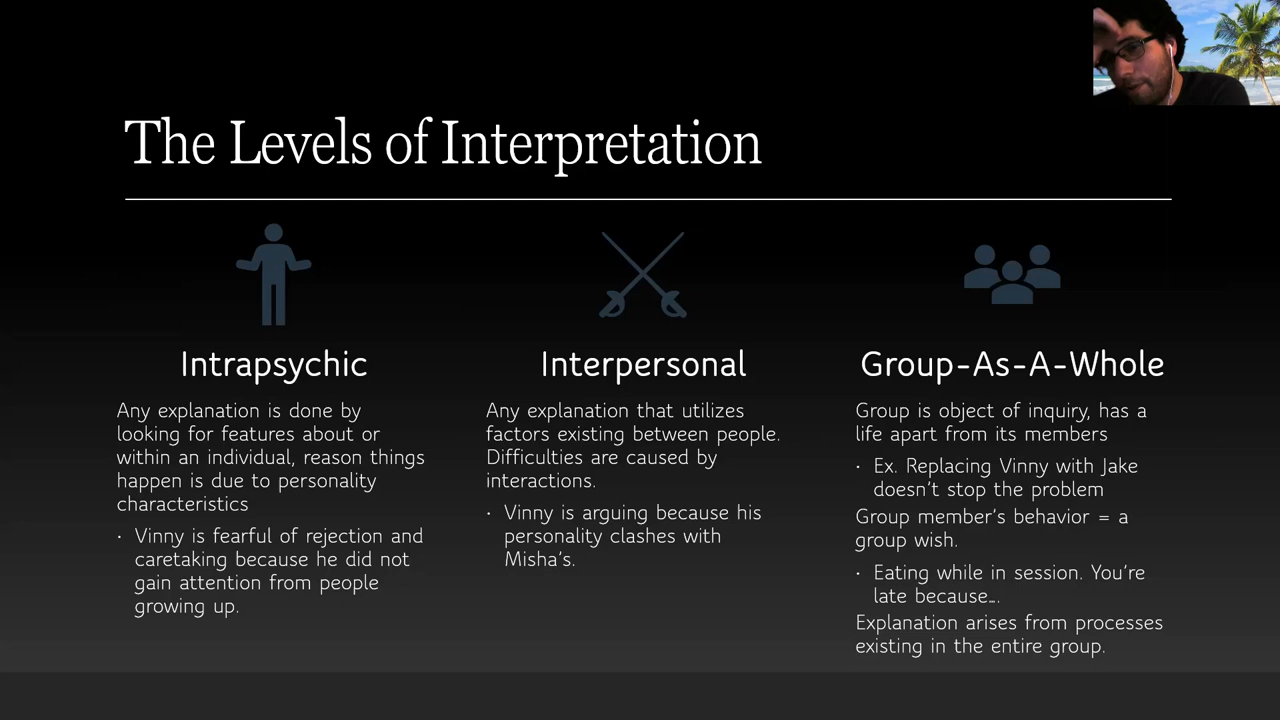 The Levels of Interpretation
Intrapsychic
Any explanation is done by
looking for features about or
within an individual, reason things
happen is due to personality
characteristics
• Vinny is fearful of rejection and
caretaking because he did not
gain attention from people
growing up.
Interpersonal
Any explanation that utilizes
factors existing between people.
Difficulties are caused by
interactions.
• Vinny is arguing because his
personality clashes with
Misha's.
Group-As-A-Whole
Group is object of inquiry, has a
life apart from its members
• Ex. Replacing Vinny with Jake
doesn't stop the problem
Group member's behavior = a
group wish.
• Eating while in session. You're
late because...
Explanation arises from processes
existing in the entire group.